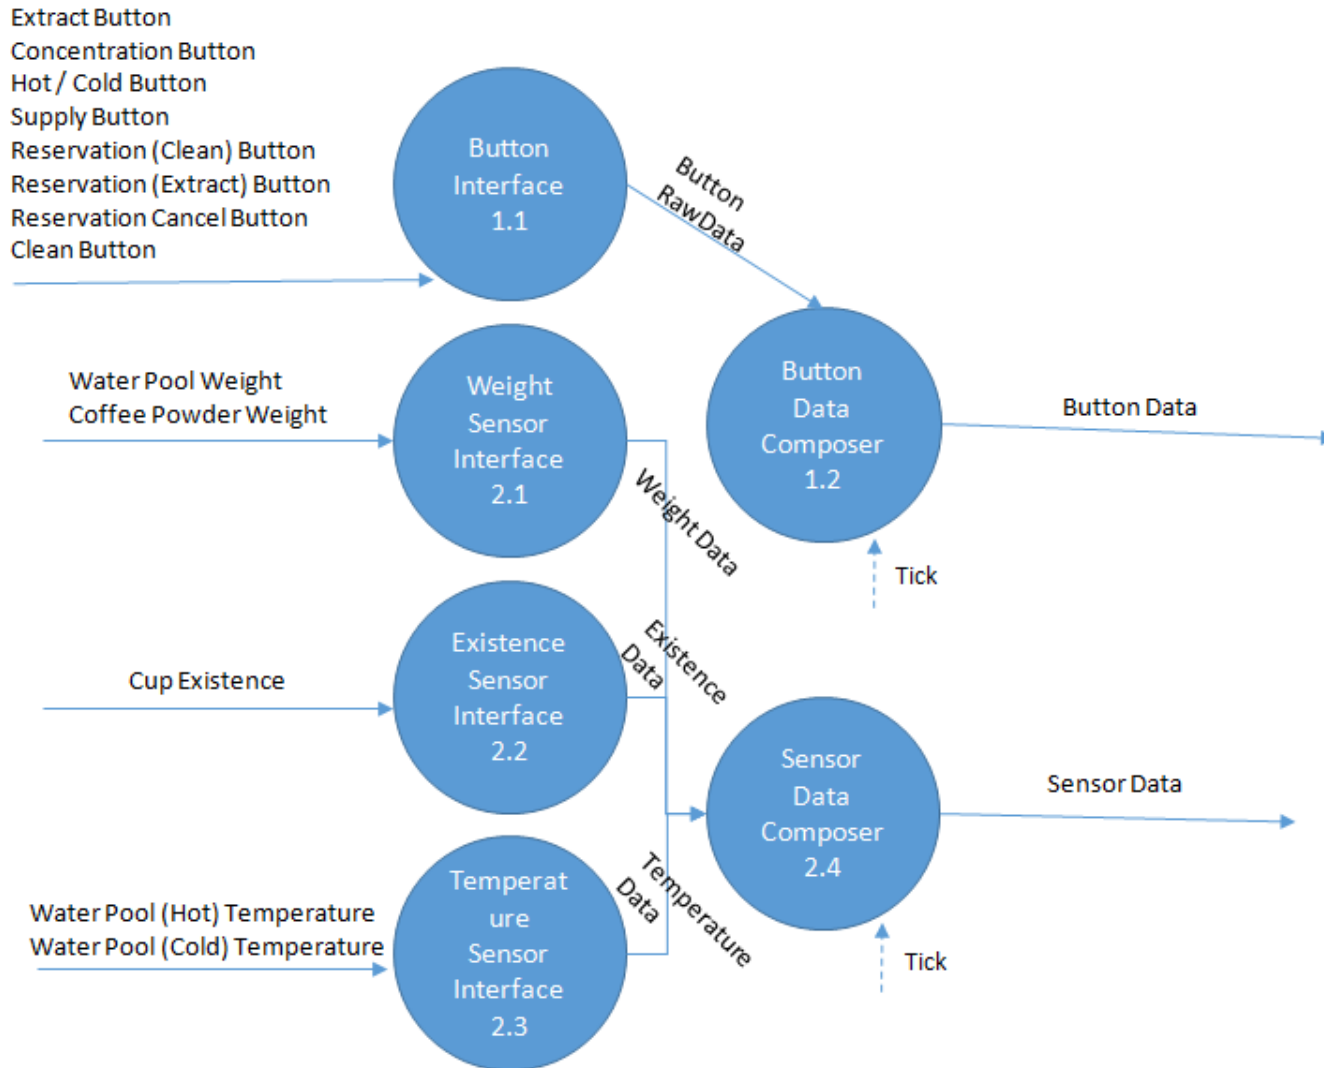 Extract Button
Concentration Button
Hot / Cold Button
Supply Button
Reservation (Clean) Button
Reservation (Extract) Button
Reservation Cancel Button
Clean Button
Button
Interface
1.1
Button
RawData
Water Pool Weight
Coffee Powder Weight
Weight
Sensor
Interface
2.1
Weight Data
Button
Data
Composer
1.2
Button Data
Tick
Cup Existence
Existence
Sensor
Interface
2.2
Existence
Data
Sensor
Data
Composer
2.4
Sensor Data
Tick
Water Pool (Hot) Temperature
Water Pool (Cold) Temperature
Temperat
ure
Sensor
Interface
2.3
Temperature
Data